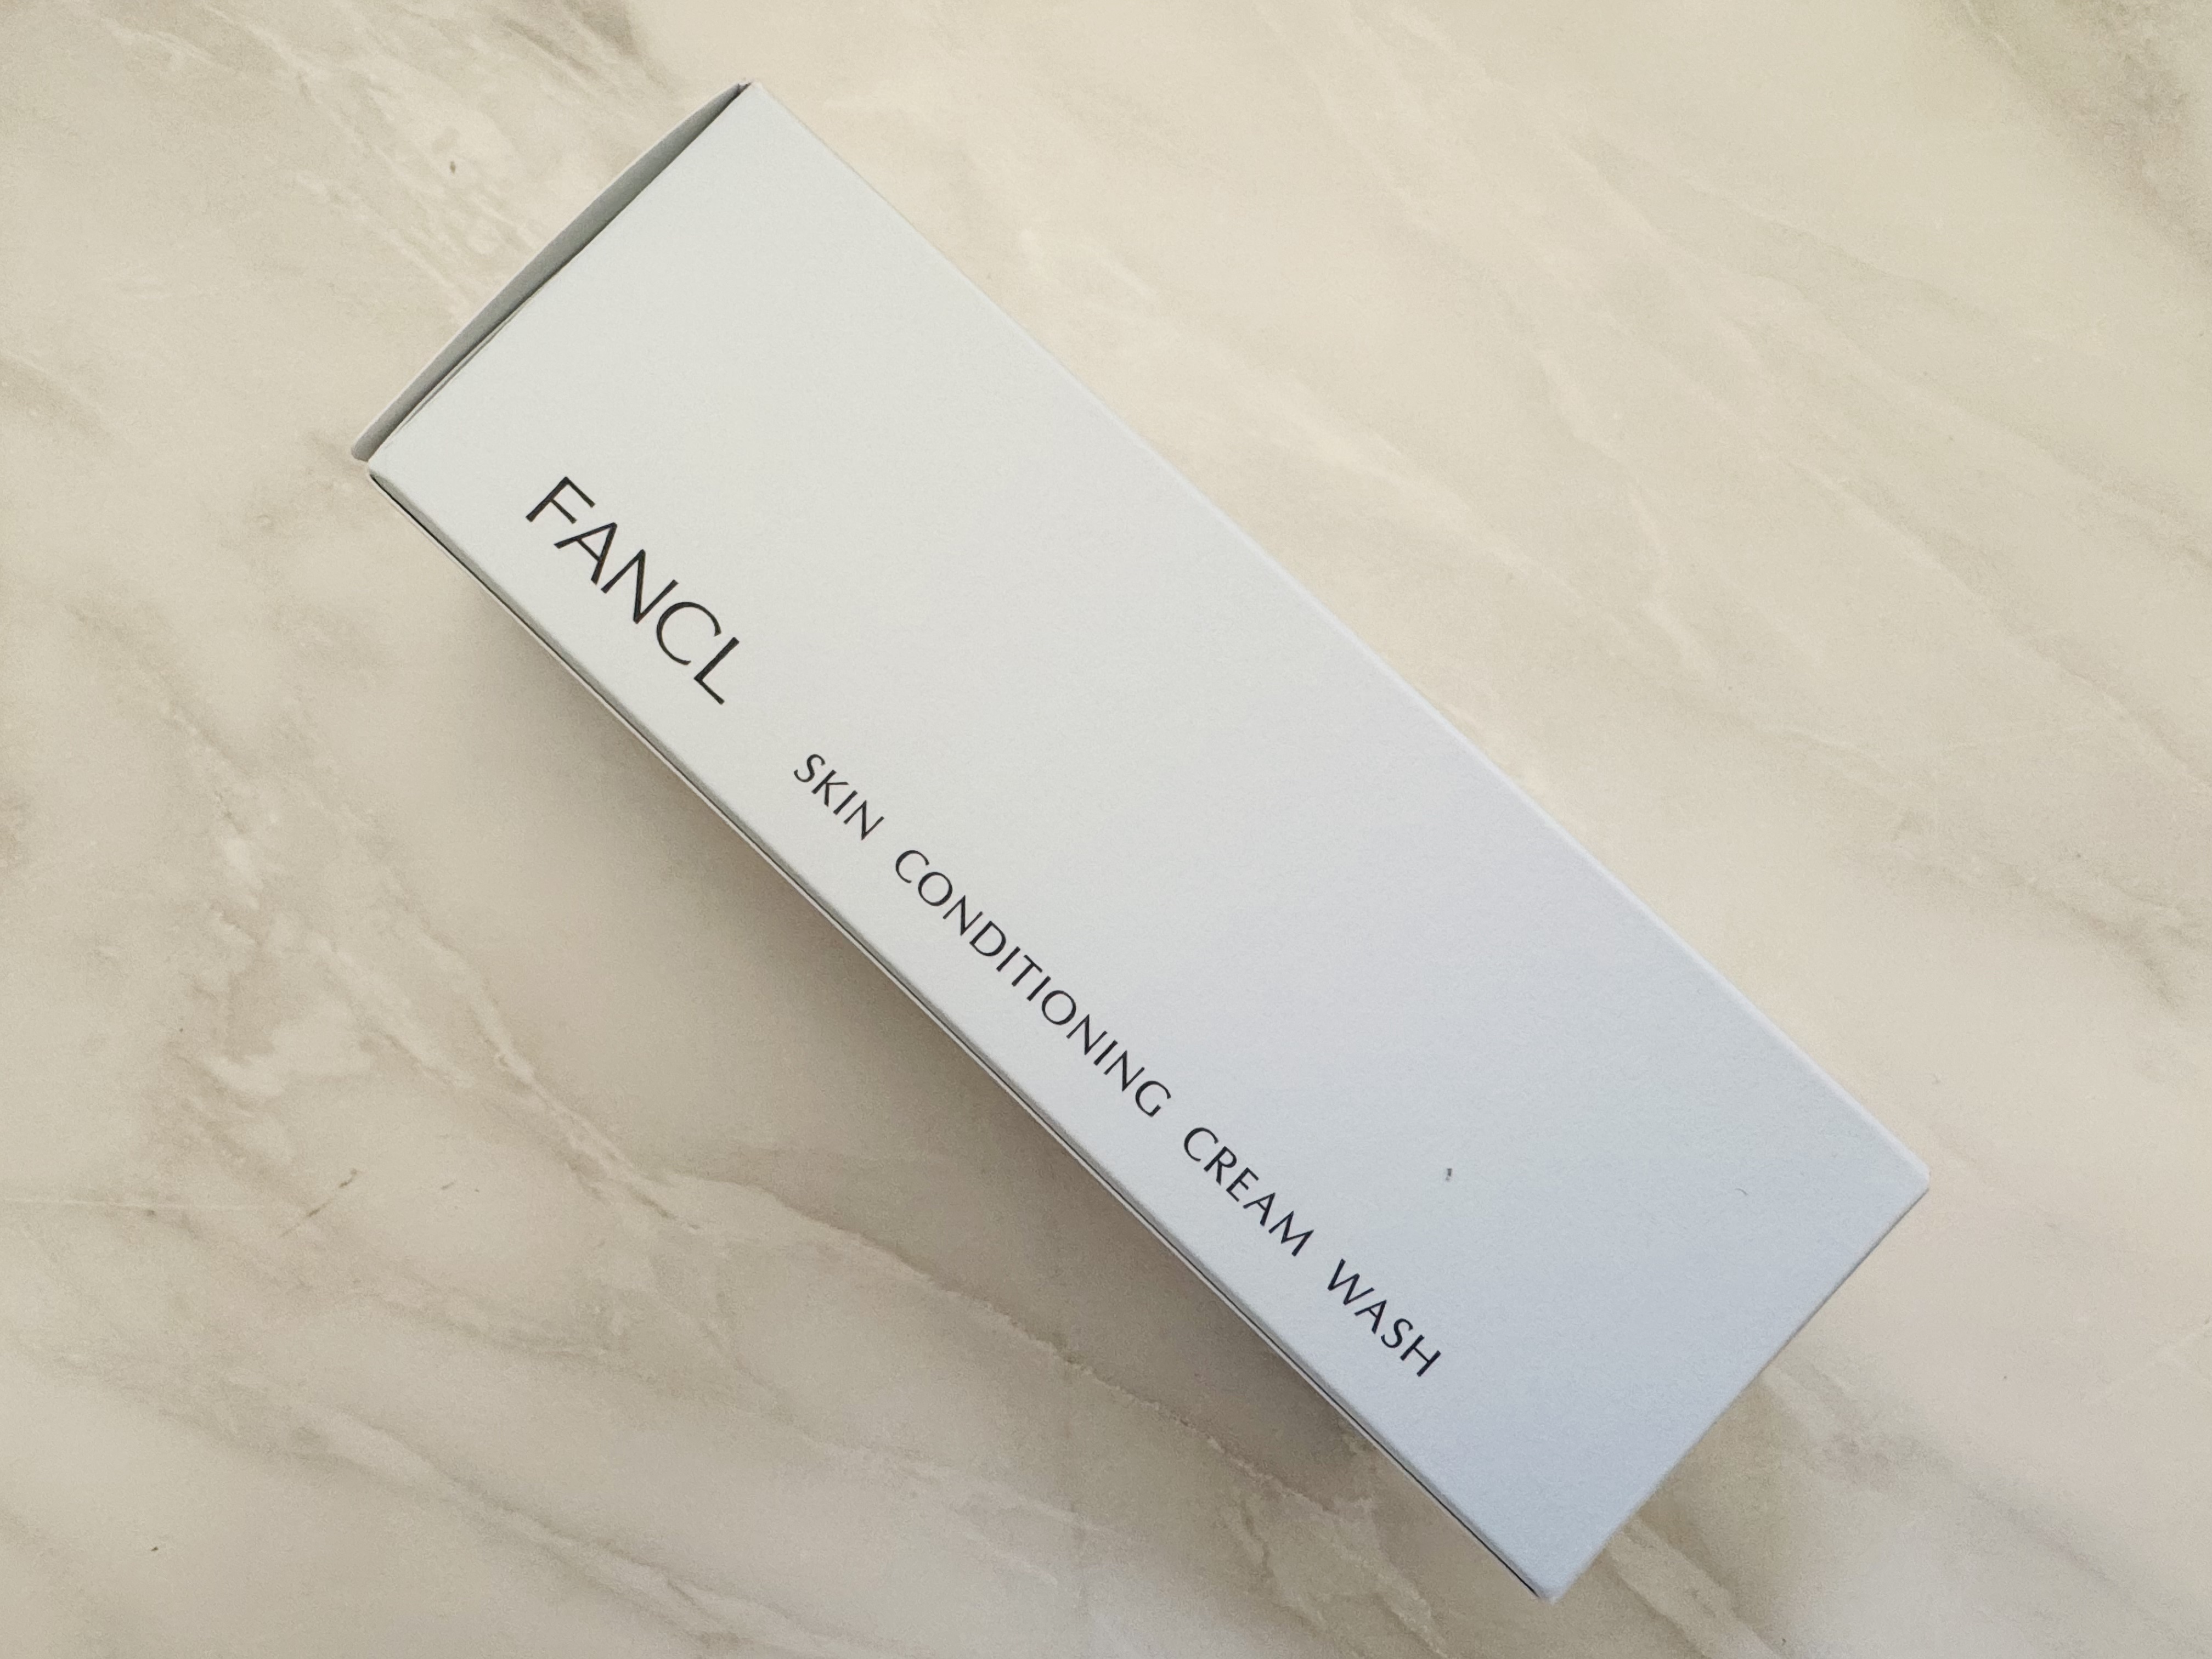 FANCL SKIN CONDITIONING CREAM WASH